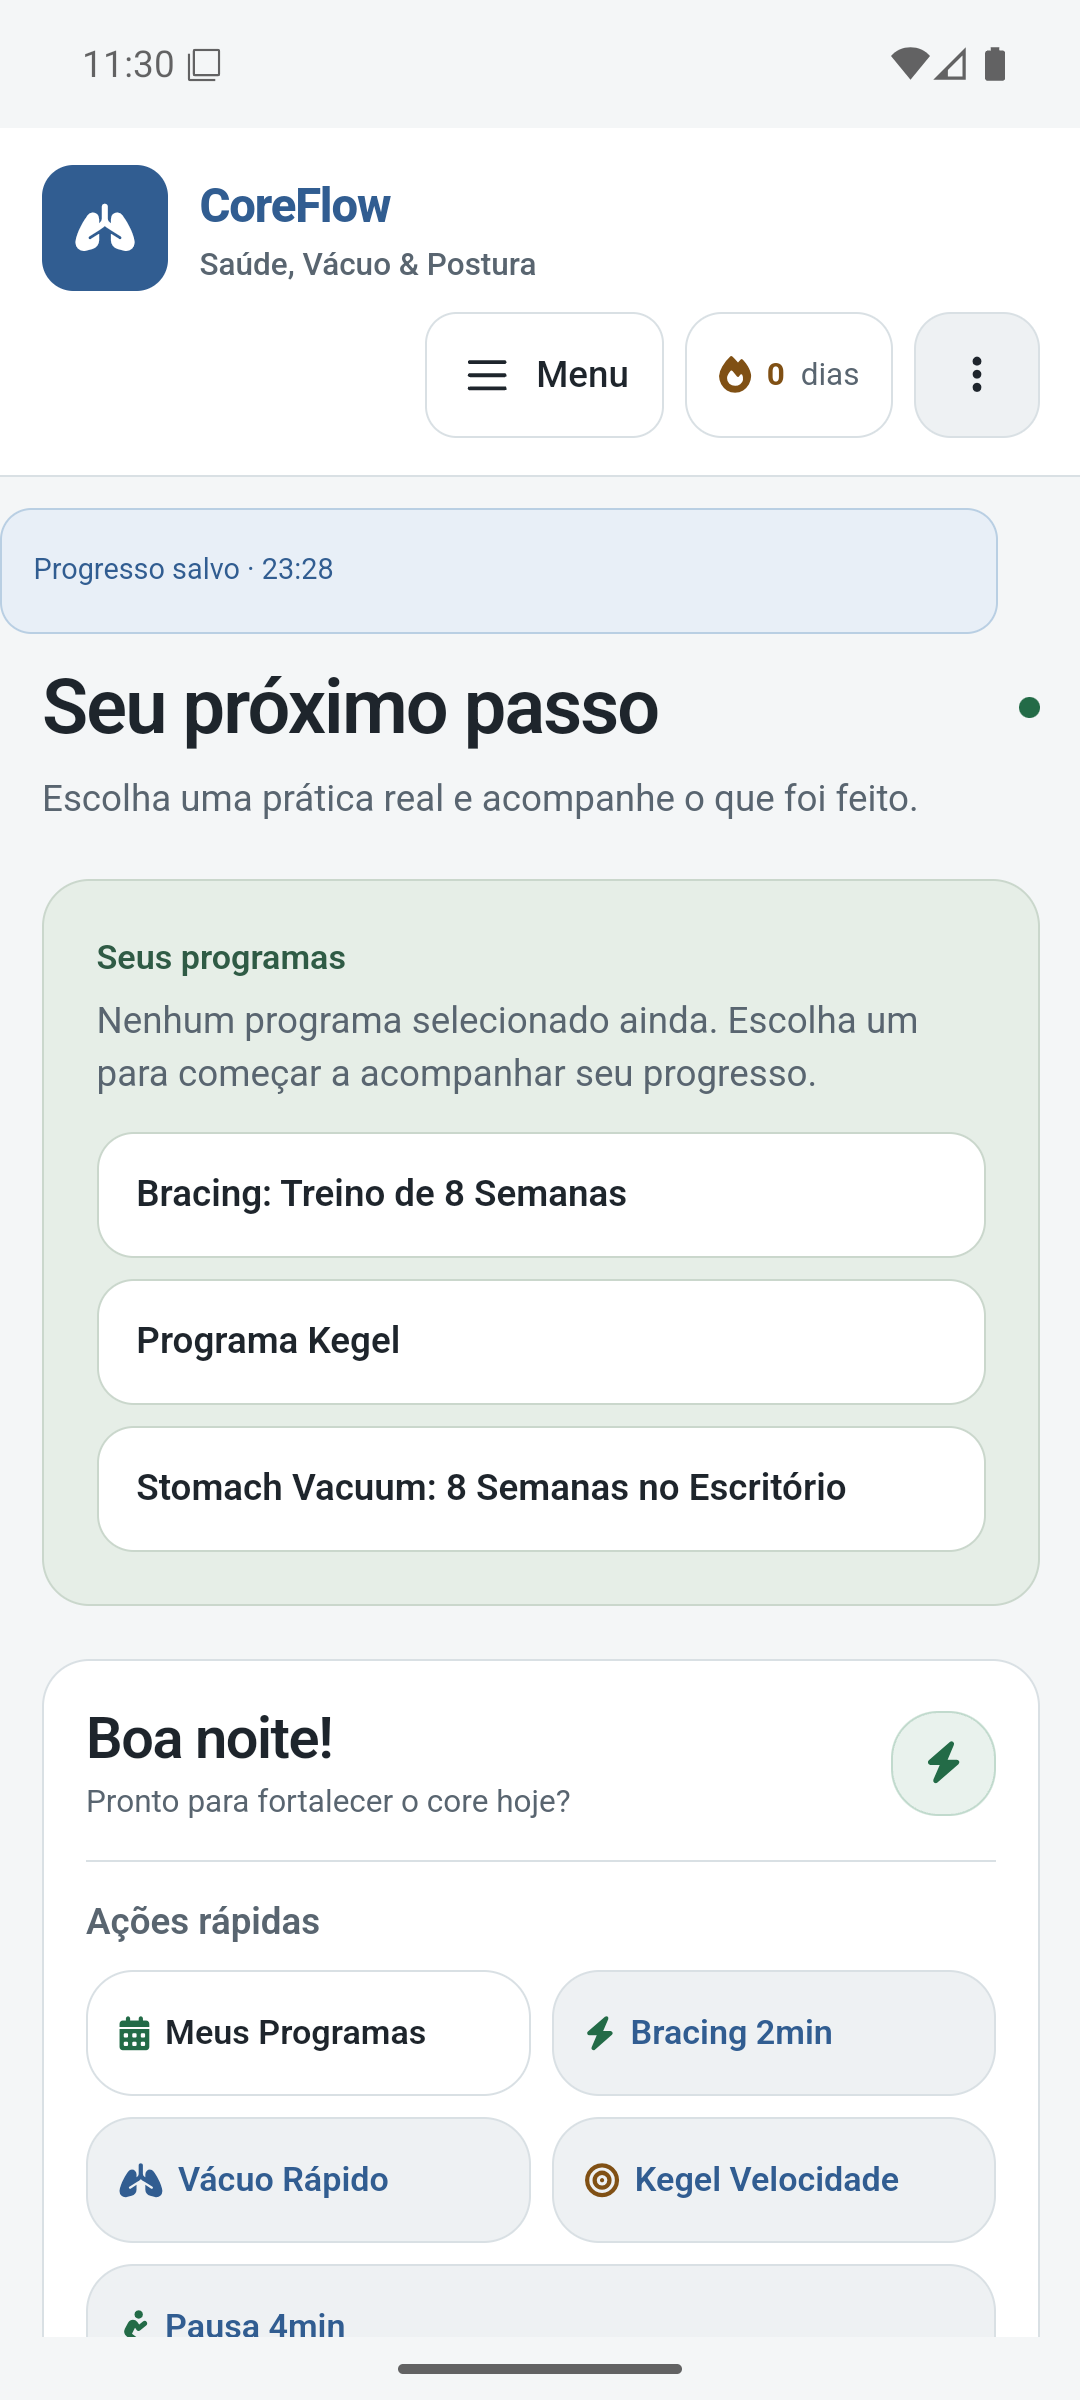 11:30
CoreFlow
Saúde, Vácuo & Postura
Menu
0 dias
Progresso salvo · 23:28
Seu próximo passo
Escolha uma prática real e acompanhe o que foi feito.
Seus programas
Nenhum programa selecionado ainda. Escolha um
para começar a acompanhar seu progresso.
Bracing: Treino de 8 Semanas
Programa Kegel
Stomach Vacuum: 8 Semanas no Escritório
Boa noite!
Pronto para fortalecer o core hoje?
Ações rápidas
Meus Programas
Bracing 2min
Vácuo Rápido
Kegel Velocidade
Pausa 4min